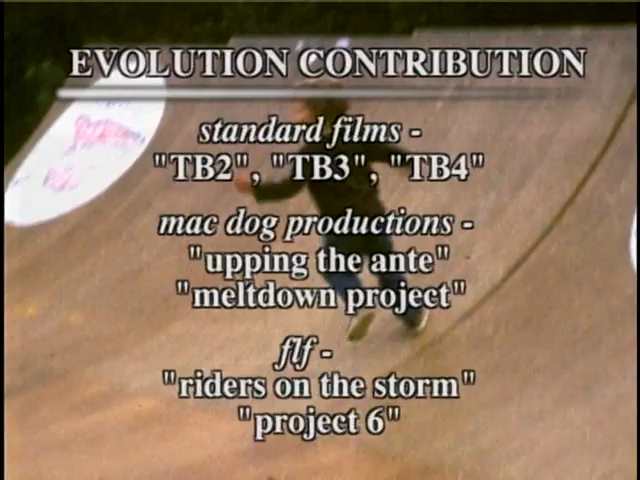 EVOLUTION CONTRIBUTION
standard films -
"TB2", "TB3", "TB4"
mac dog productions -
"upping the ante"
"meltdown project"
flf -
"riders on the storm"
"project 6"